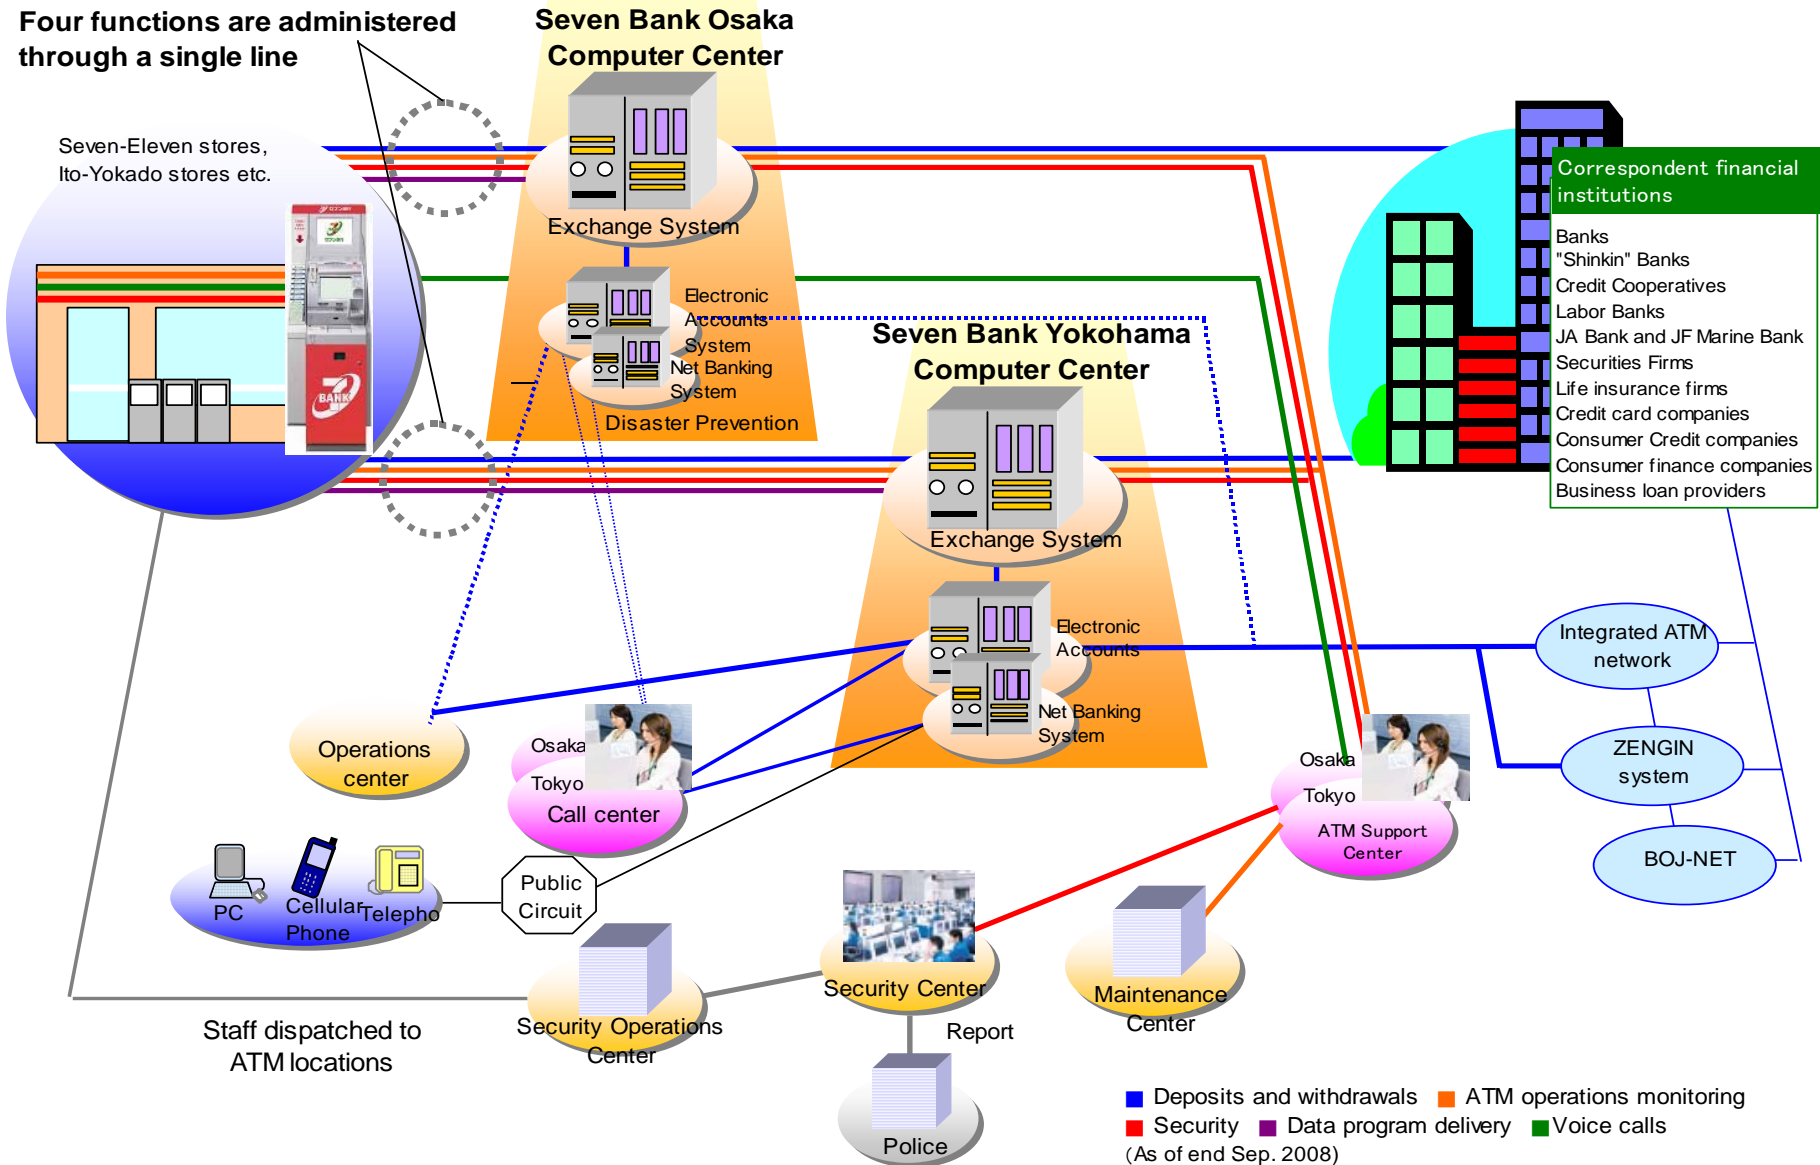 Four functions are administered
through a single line
Seven Bank Osaka
Computer Center
Seven-Eleven stores,
Ito-Yokado stores etc.
Exchange System
Electronic
Accounts
System
Net Banking
System
Disaster Prevention
BANK
Seven Bank Yokohama
Computer Center
Exchange System
Electronic
Accounts
Net Banking
System
Correspondent financial
institutions
Banks
"Shinkin" Banks
Credit Cooperatives
Labor Banks
JA Bank and JF Marine Bank
Securities Firms
Life insurance firms
Credit card companies
Consumer Credit companies
Consumer finance companies
Business loan providers
Integrated ATM
network
ZENGIN
system
BOJ-NET
Operations
center
Osaka
Tokyo
Call center
Osaka
Tokyo
ATM Support
Center
PC
Cellular
Phone
Telepho
Public
Circuit
Security Operations
Center
Security Center
Maintenance
Center
Report
Police
Staff dispatched to
ATM locations
Deposits and withdrawals
ATM operations monitoring
Security
Data program delivery
Voice calls
(As of end Sep. 2008)